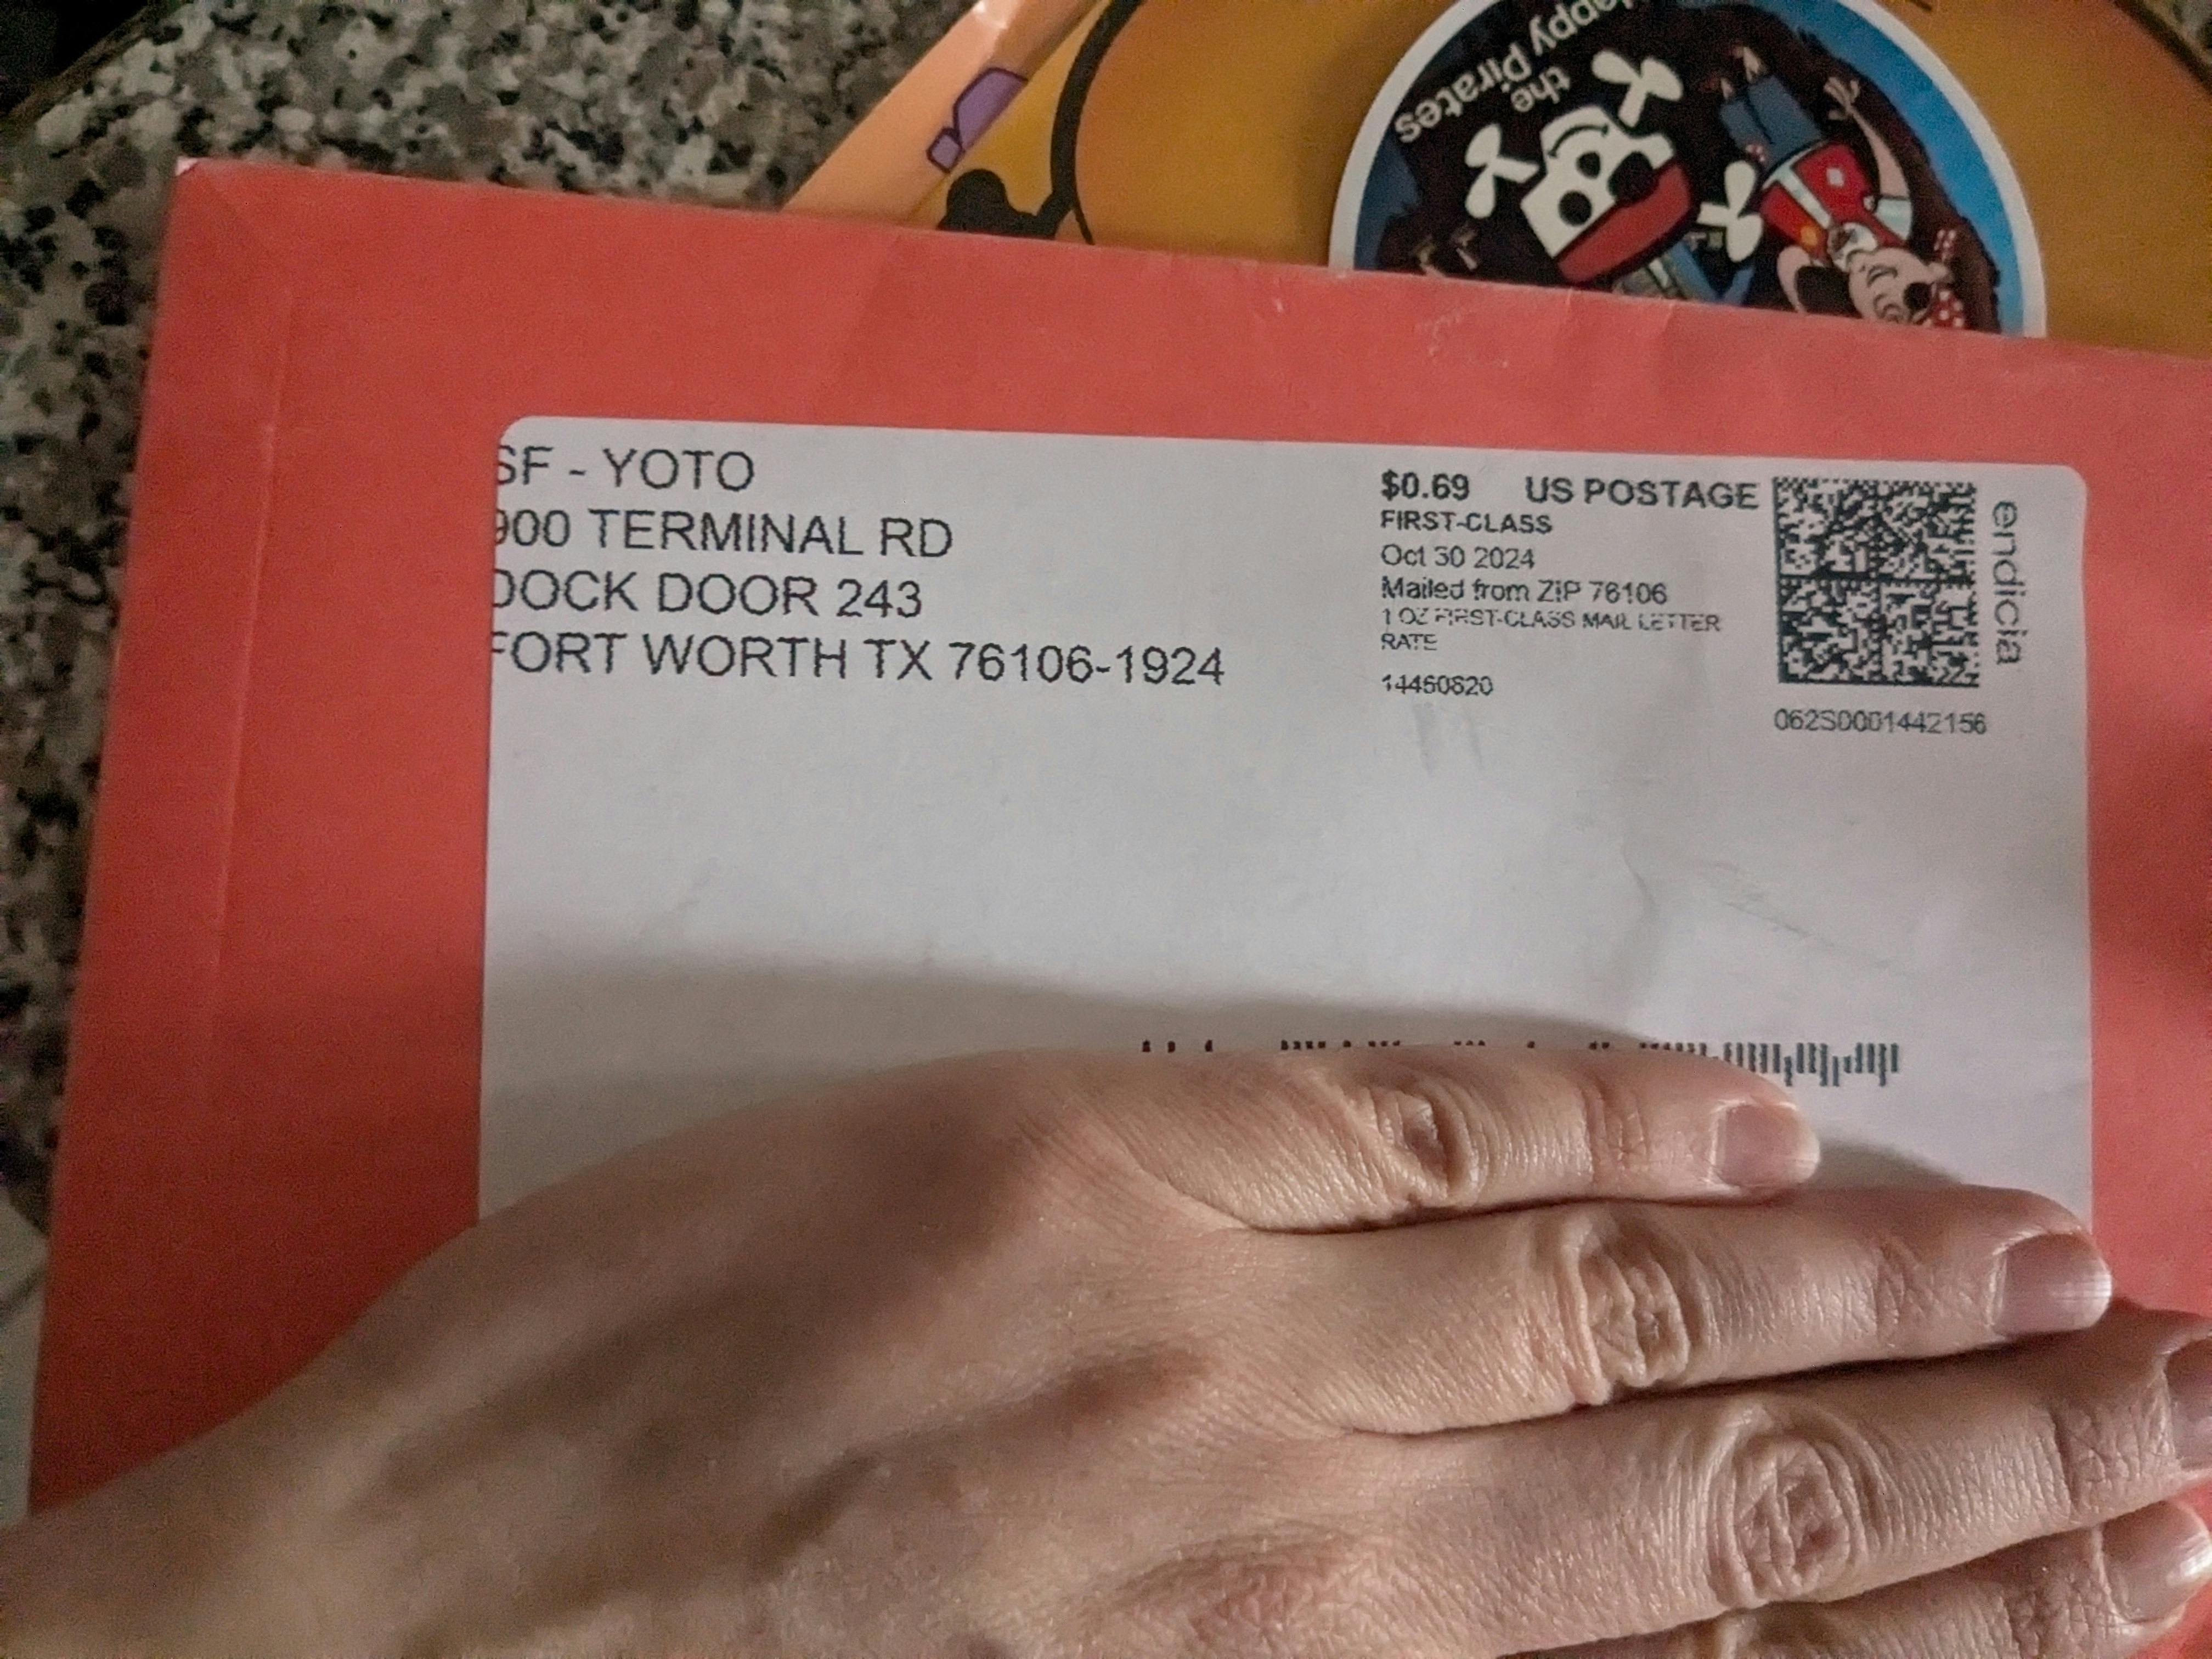 the Pirates
SF - YOTO
900 TERMINAL RD
DOCK DOOR 243
FORT WORTH TX 76106-1924
$0.69 US POSTAGE
FIRST-CLASS
Oct 30 2024
Mailed from ZIP 76106
1 OZ FIRST-CLASS MAIL LETTER
RATE
14460820
062S0001442156
endicia